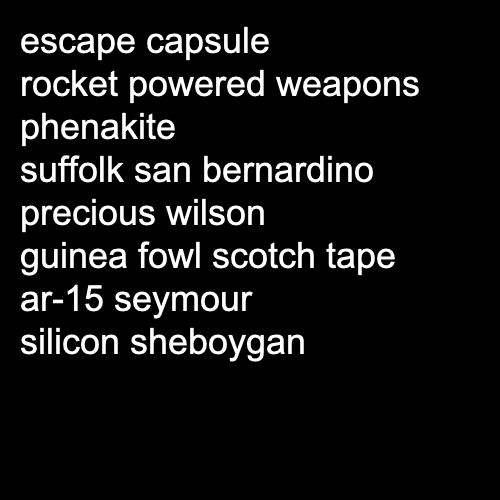 escape capsule
rocket powered weapons
phenakite
suffolk san bernardino
precious wilson
guinea fowl scotch tape
ar-15 seymour
silicon sheboygan